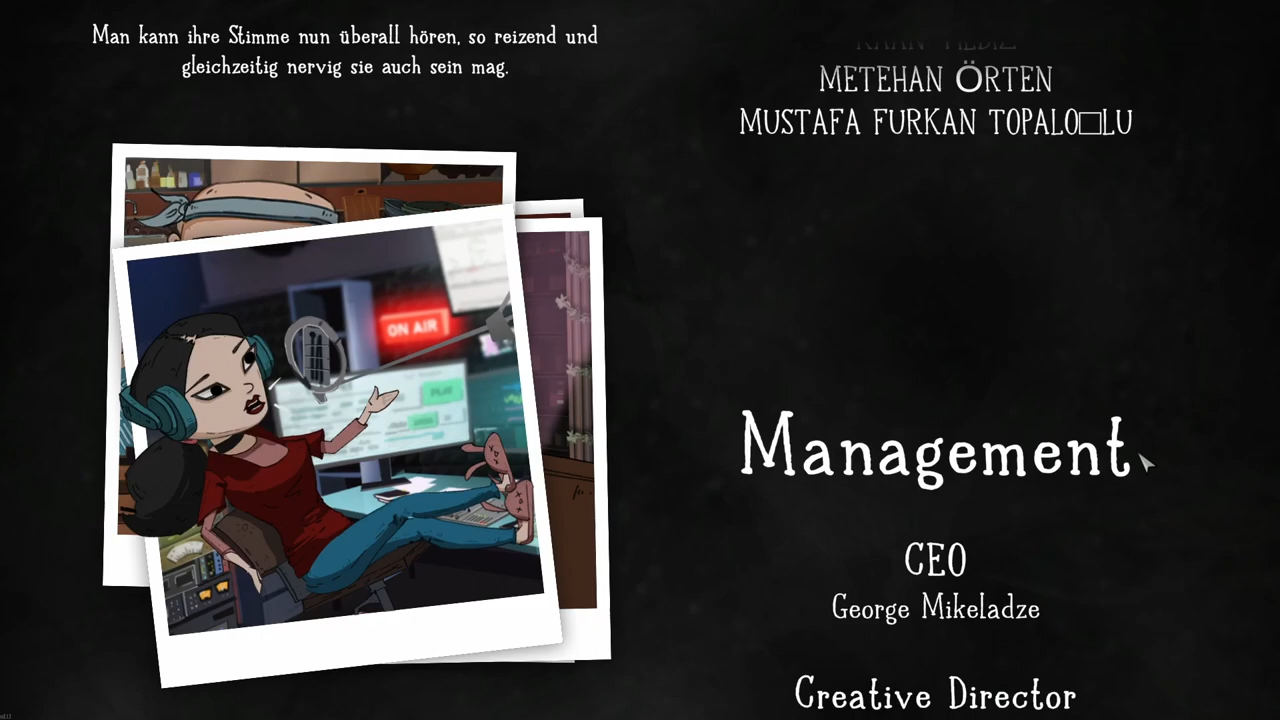 Man kann ihre Stimme nun überall hören, so reizend und
gleichzeitig nervig sie auch sein mag.
ON AIR
PLAY
METEHAN ÖRTEN
MUSTAFA FURKAN TOPALO□LU
Management
CEO
George Mikeladze
Creative Director